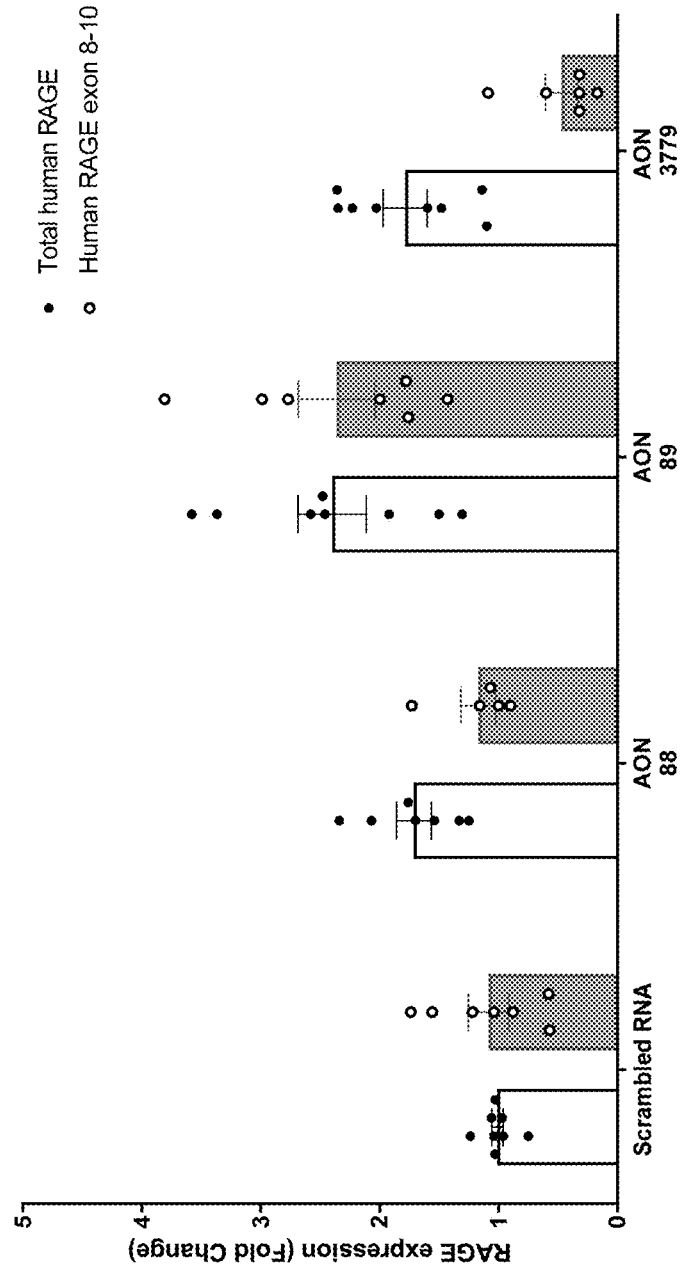 Total human RAGE
Human RAGE exon 8-10
RAGE expression (Fold Change)
5
4
3
2
1
0
Scrambled RNA
AON
88
AON
89
AON
3779